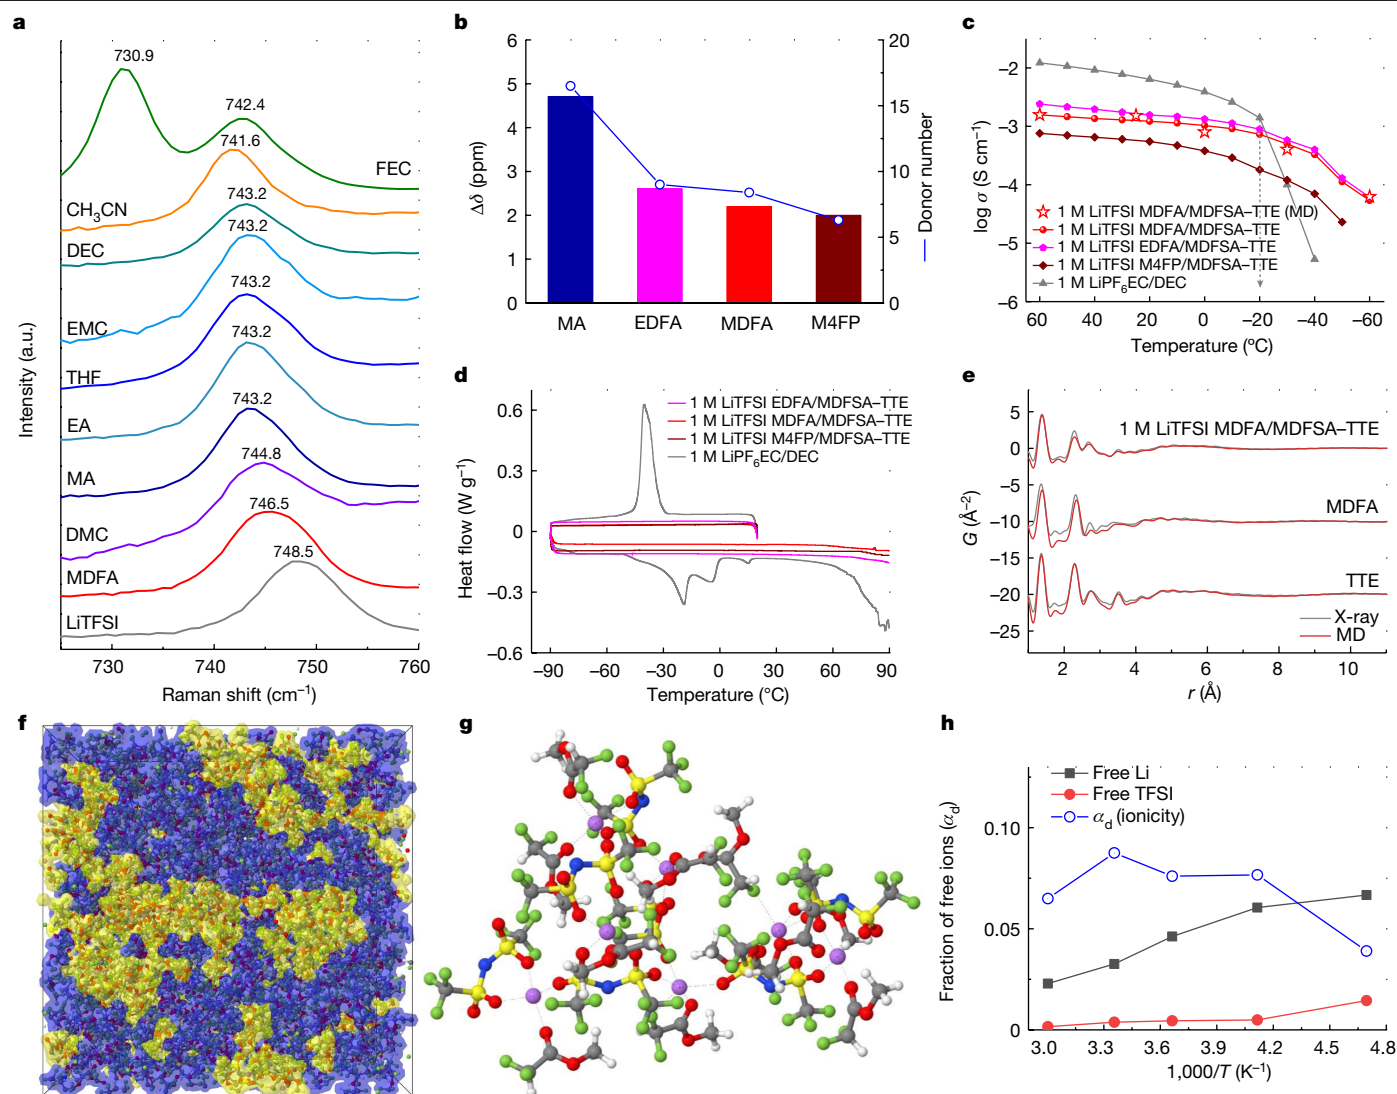 a
730.9
742.4
741.6
FEC
743.2
CH₃CN
743.2
DEC
743.2
EMC
743.2
THF
743.2
EA
744.8
MA
746.5
DMC
748.5
MDFA
LiTFSI
Intensity (a.u.)
730 740 750 760
Raman shift (cm⁻¹)
b
6
5
4
3
2
1
0
Δδ (ppm)
20
15
10
5
0
Donor number
MA EDFA MDFA M4FP
c
−2
−3
−4
−5
−6
log σ (S cm⁻¹)
1 M LiTFSI MDFA/MDFSA–TTE (MD)
1 M LiTFSI MDFA/MDFSA–TTE
1 M LiTFSI EDFA/MDFSA–TTE
1 M LiTFSI M4FP/MDFSA–TTE
1 M LiPF₆EC/DEC
60 40 20 0 −20 −40 −60
Temperature (°C)
d
0.6
0.3
0
−0.3
−0.6
Heat flow (W g⁻¹)
1 M LiTFSI EDFA/MDFSA–TTE
1 M LiTFSI MDFA/MDFSA–TTE
1 M LiTFSI M4FP/MDFSA–TTE
1 M LiPF₆EC/DEC
−90 −60 −30 0 30 60 90
Temperature (°C)
e
5
0
−5
−10
−15
−20
−25
G (Å⁻²)
1 M LiTFSI MDFA/MDFSA–TTE
MDFA
TTE
X-ray
MD
2 4 6 8 10
r (Å)
f
g
h
Free Li
Free TFSI
α_d (ionicity)
0.10
0.05
0
Fraction of free ions (α_d)
3.0 3.3 3.6 3.9 4.2 4.5 4.8
1,000/T (K⁻¹)